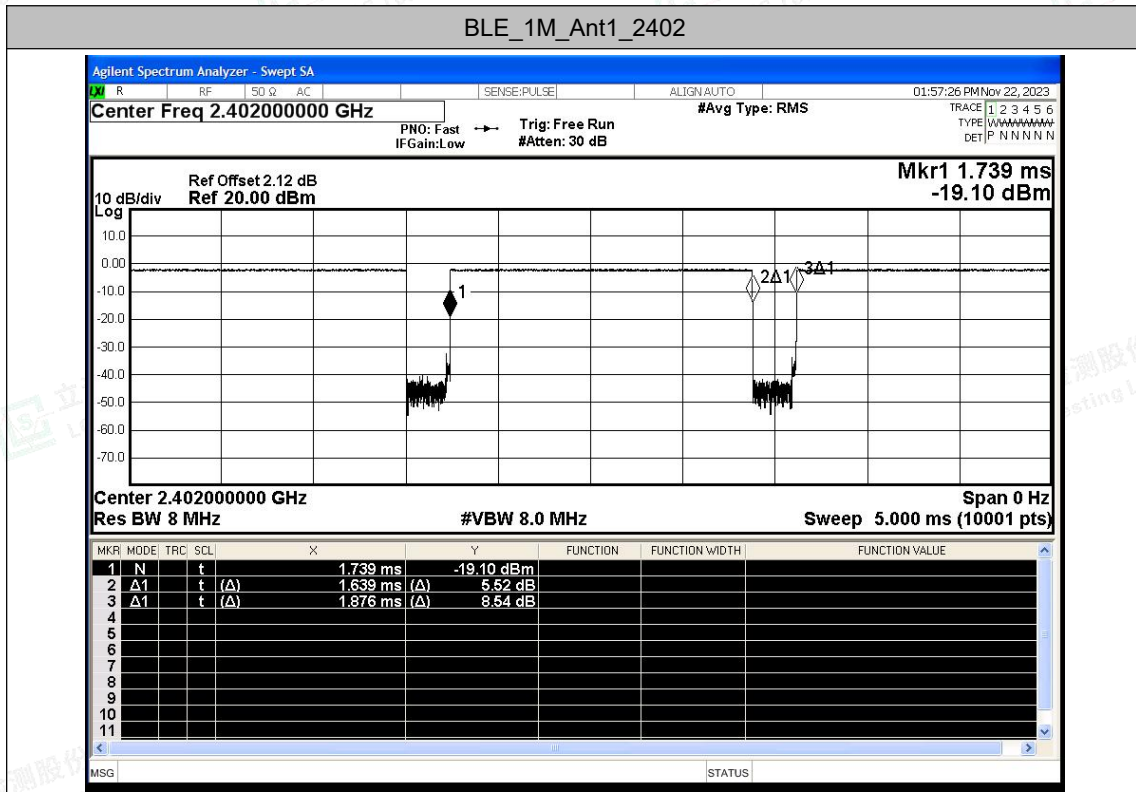 BLE_1M_Ant1_2402
Agilent Spectrum Analyzer - Swept SA
LXI R RF 50 Ω AC SENSE:PULSE ALIGN AUTO 01:57:26 PM Nov 22, 2023
Center Freq 2.402000000 GHz #Avg Type: RMS TRACE 1 2 3 4 5 6
PNO: Fast Trig: Free Run TYPE WWWWWW
IFGain:Low #Atten: 30 dB DET P N N N N N
Mkr1 1.739 ms
-19.10 dBm
Ref Offset 2.12 dB
10 dB/div Ref 20.00 dBm
Log
10.0
0.00
-10.0
-20.0
-30.0
-40.0
-50.0
-60.0
-70.0
1
2Δ1
3Δ1
Center 2.402000000 GHz Span 0 Hz
Res BW 8 MHz #VBW 8.0 MHz Sweep 5.000 ms (10001 pts)
MKR MODE TRC SCL X Y FUNCTION FUNCTION WIDTH FUNCTION VALUE
1 N t 1.739 ms -19.10 dBm
2 Δ1 t (Δ) 1.639 ms (Δ) 5.52 dB
3 Δ1 t (Δ) 1.876 ms (Δ) 8.54 dB
4
5
6
7
8
9
10
11
MSG STATUS